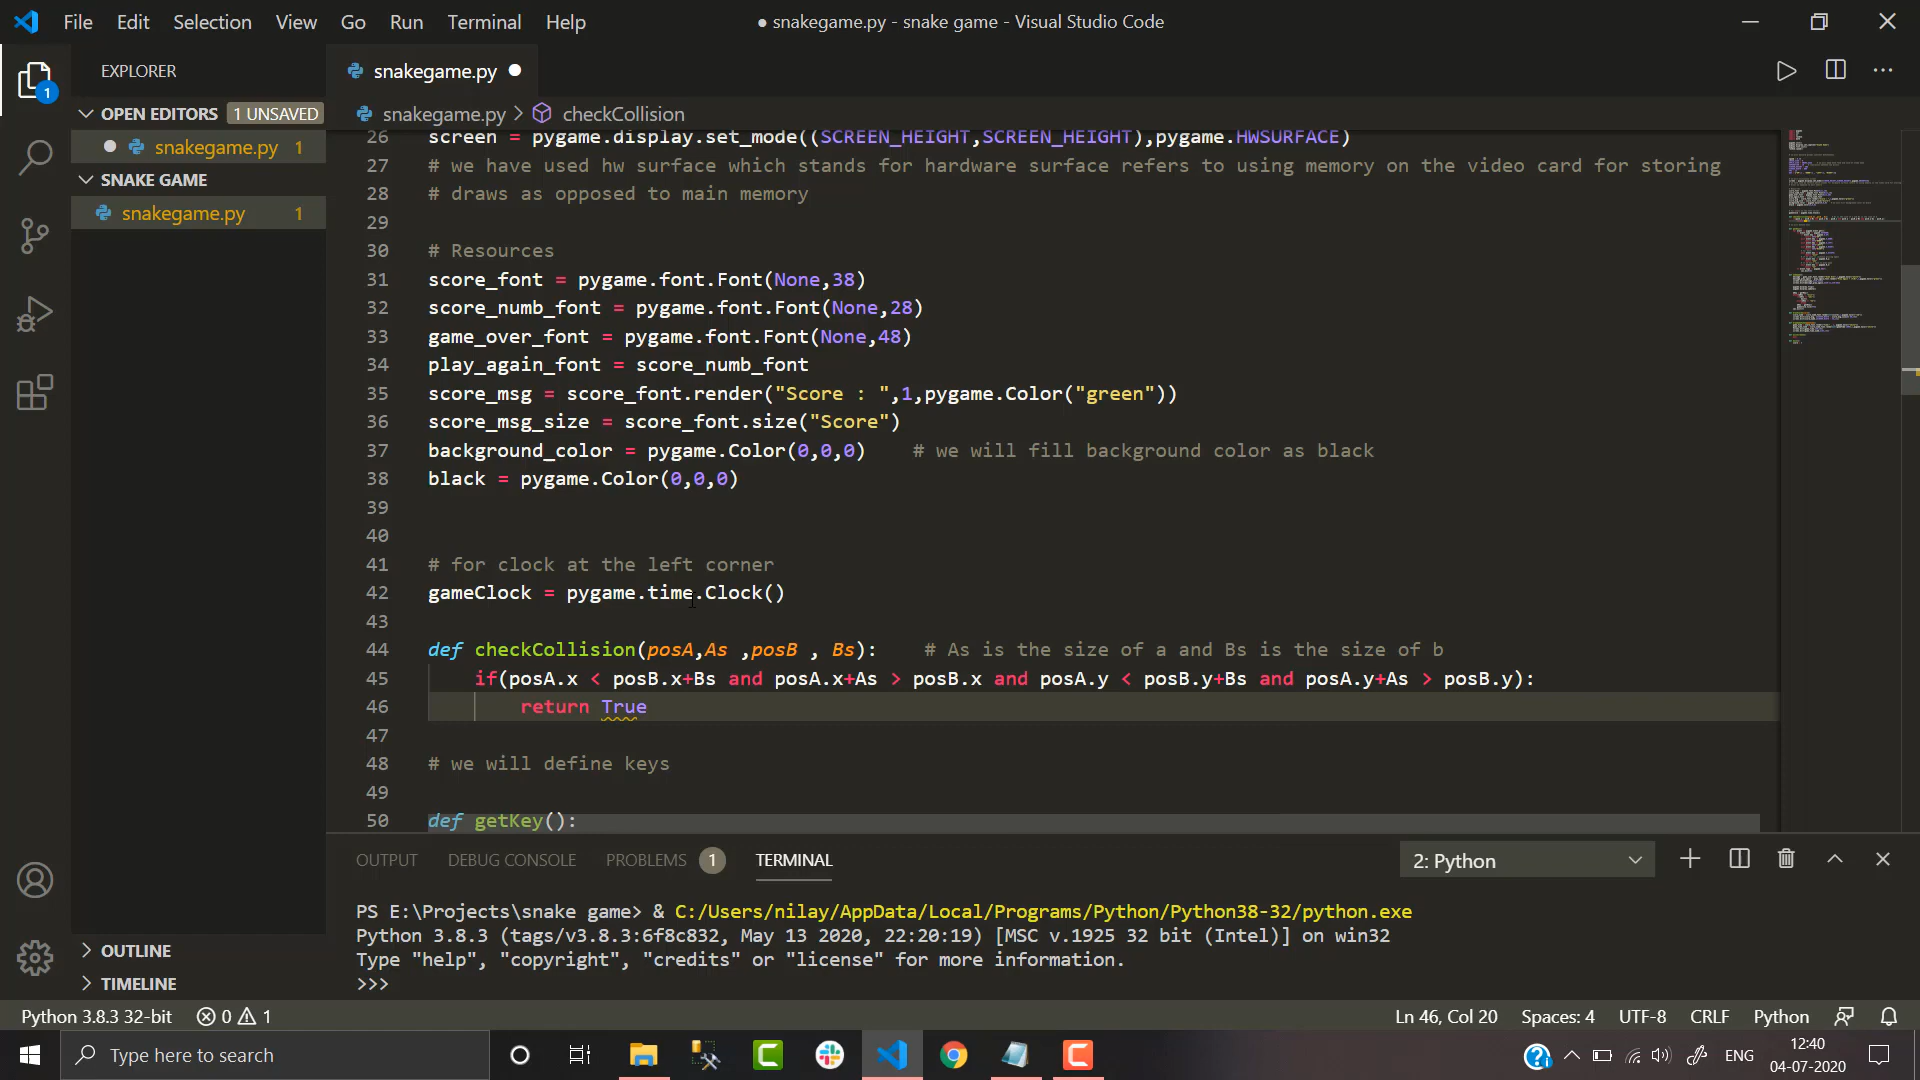 File Edit Selection View Go Run Terminal Help ● snakegame.py - snake game - Visual Studio Code
EXPLORER
snakegame.py ●
OPEN EDITORS 1 UNSAVED
snakegame.py > checkCollision
● snakegame.py 1
SNAKE GAME
snakegame.py 1
26 screen = pygame.display.set_mode((SCREEN_HEIGHT,SCREEN_HEIGHT),pygame.HWSURFACE)
27 # we have used hw surface which stands for hardware surface refers to using memory on the video card for storing
28 # draws as opposed to main memory
29
30 # Resources
31 score_font = pygame.font.Font(None,38)
32 score_numb_font = pygame.font.Font(None,28)
33 game_over_font = pygame.font.Font(None,48)
34 play_again_font = score_numb_font
35 score_msg = score_font.render("Score : ",1,pygame.Color("green"))
36 score_msg_size = score_font.size("Score")
37 background_color = pygame.Color(0,0,0)    # we will fill background color as black
38 black = pygame.Color(0,0,0)
39
40
41 # for clock at the left corner
42 gameClock = pygame.time.Clock()
43
44 def checkCollision(posA,As ,posB , Bs):    # As is the size of a and Bs is the size of b
45     if(posA.x < posB.x+Bs and posA.x+As > posB.x and posA.y < posB.y+Bs and posA.y+As > posB.y):
46         return True
47
48 # we will define keys
49
50 def getKey():
OUTPUT DEBUG CONSOLE PROBLEMS 1 TERMINAL 2: Python
PS E:\Projects\snake game> & C:/Users/nilay/AppData/Local/Programs/Python/Python38-32/python.exe
Python 3.8.3 (tags/v3.8.3:6f8c832, May 13 2020, 22:20:19) [MSC v.1925 32 bit (Intel)] on win32
Type "help", "copyright", "credits" or "license" for more information.
>>>
OUTLINE
TIMELINE
Python 3.8.3 32-bit 0 1 Ln 46, Col 20 Spaces: 4 UTF-8 CRLF Python
Type here to search
ENG
12:40
04-07-2020